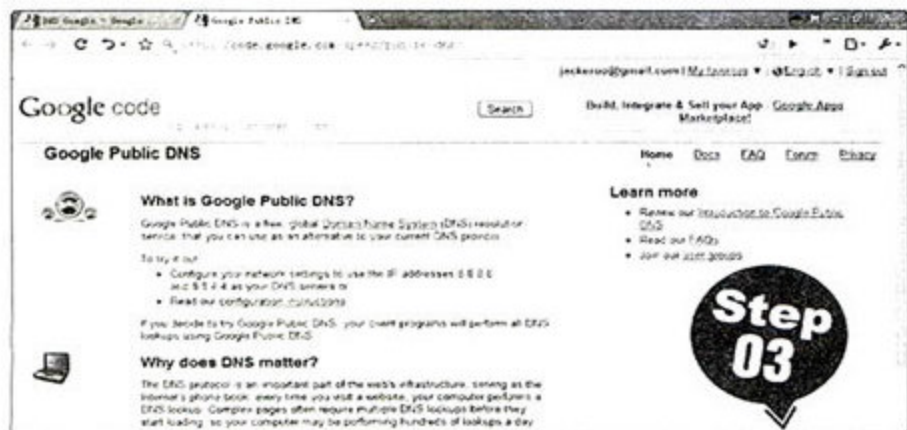 Google Public DNS
code.google.com
jackeroo@gmail.com | My favorites ▼ | English ▼ | Sign out
Google code
Search
Build, Integrate & Sell your App - Google Apps
Marketplace!
Google Public DNS
Home Docs FAQ Forum Privacy
What is Google Public DNS?
Google Public DNS is a free, global Domain Name System (DNS) resolution
service, that you can use as an alternative to your current DNS provider.
To try it out:
• Configure your network settings to use the IP addresses 8.8.8.8
and 8.8.4.4 as your DNS servers or
• Read our configuration instructions
If you decide to try Google Public DNS, your client programs will perform all DNS
lookups using Google Public DNS.
Why does DNS matter?
The DNS protocol is an important part of the web's infrastructure, serving as the
Internet's phone book: every time you visit a website, your computer performs a
DNS lookup. Complex pages often require multiple DNS lookups before they
start loading, so your computer may be performing hundreds of lookups a day.
Learn more
• Review our Introduction to Google Public
DNS
• Read our FAQs
• Join our user groups
Step
03